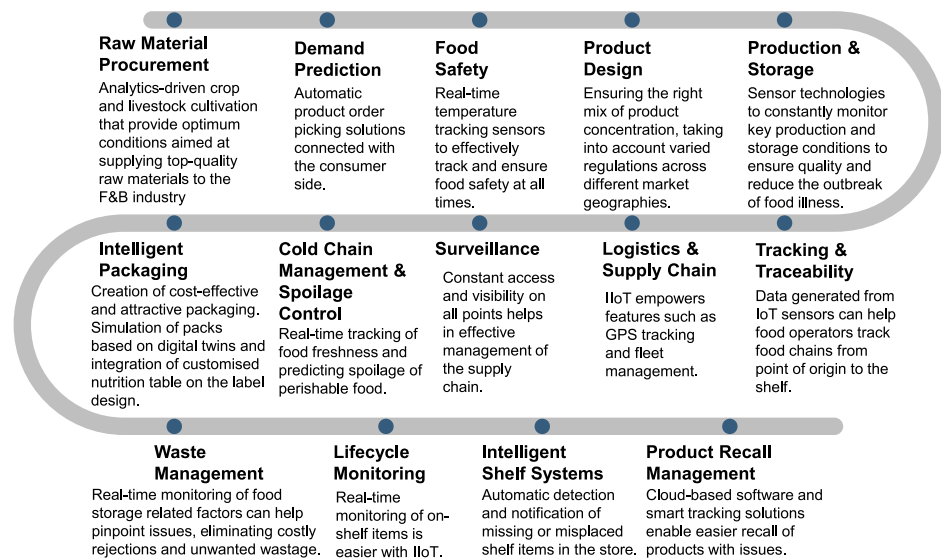 Raw Material
Procurement
Analytics-driven crop
and livestock cultivation
that provide optimum
conditions aimed at
supplying top-quality
raw materials to the
F&B industry
Demand
Prediction
Automatic
product order
picking solutions
connected with
the consumer
side.
Food
Safety
Real-time
temperature
tracking sensors
to effectively
track and ensure
food safety at all
times.
Product
Design
Ensuring the right
mix of product
concentration, taking
into account varied
regulations across
different market
geographies.
Production &
Storage
Sensor technologies
to constantly monitor
key production and
storage conditions to
ensure quality and
reduce the outbreak
of food illness.
Intelligent
Packaging
Creation of cost-effective
and attractive packaging.
Simulation of packs
based on digital twins and
integration of customised
nutrition table on the label
design.
Cold Chain
Management &
Spoilage
Control
Real-time tracking of
food freshness and
predicting spoilage of
perishable food.
Surveillance
Constant access
and visibility on
all points helps
in effective
management of
the supply
chain.
Logistics &
Supply Chain
IIoT empowers
features such as
GPS tracking
and fleet
management.
Tracking &
Traceability
Data generated from
IoT sensors can help
food operators track
food chains from
point of origin to the
shelf.
Waste
Management
Real-time monitoring of food
storage related factors can help
pinpoint issues, eliminating costly
rejections and unwanted wastage.
Lifecycle
Monitoring
Real-time
monitoring of on-
shelf items is
easier with IIoT.
Intelligent
Shelf Systems
Automatic detection
and notification of
missing or misplaced
shelf items in the store.
Product Recall
Management
Cloud-based software and
smart tracking solutions
enable easier recall of
products with issues.